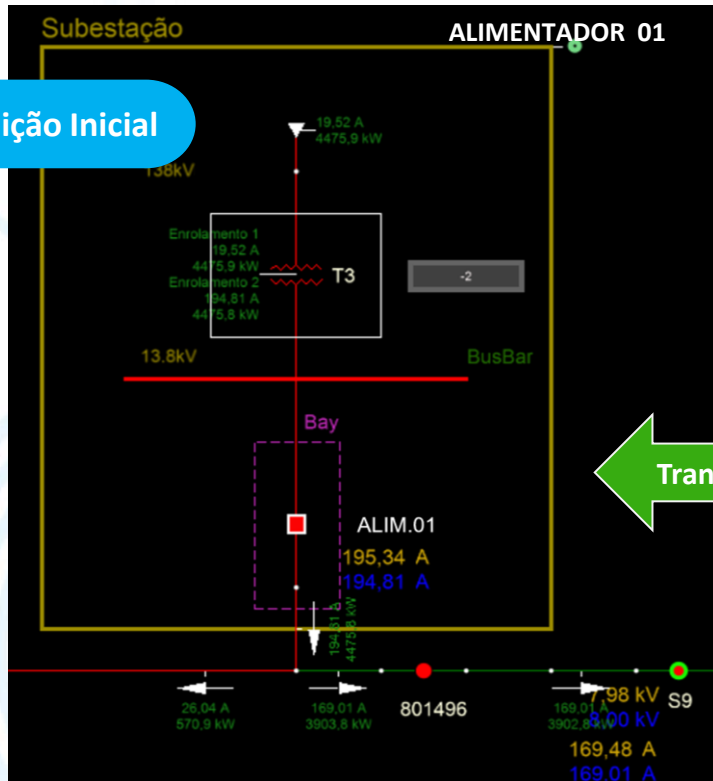 Subestação
ALIMENTADOR 01
ição Inicial
19,52 A
4475,9 kW
138kV
Enrolamento 1
19,52 A
4475,9 kW
Enrolamento 2
194,81 A
4475,8 kW
T3
-2
13.8kV
BusBar
Bay
Tran
ALIM.01
195,34 A
194,81 A
194,81 A
4475,8 kW
26,04 A
570,9 kW
169,01 A
3903,8 kW
801496
169,01 A
3902,8 kW
7,98 kV
8,00 kV
S9
169,48 A
169,01 A